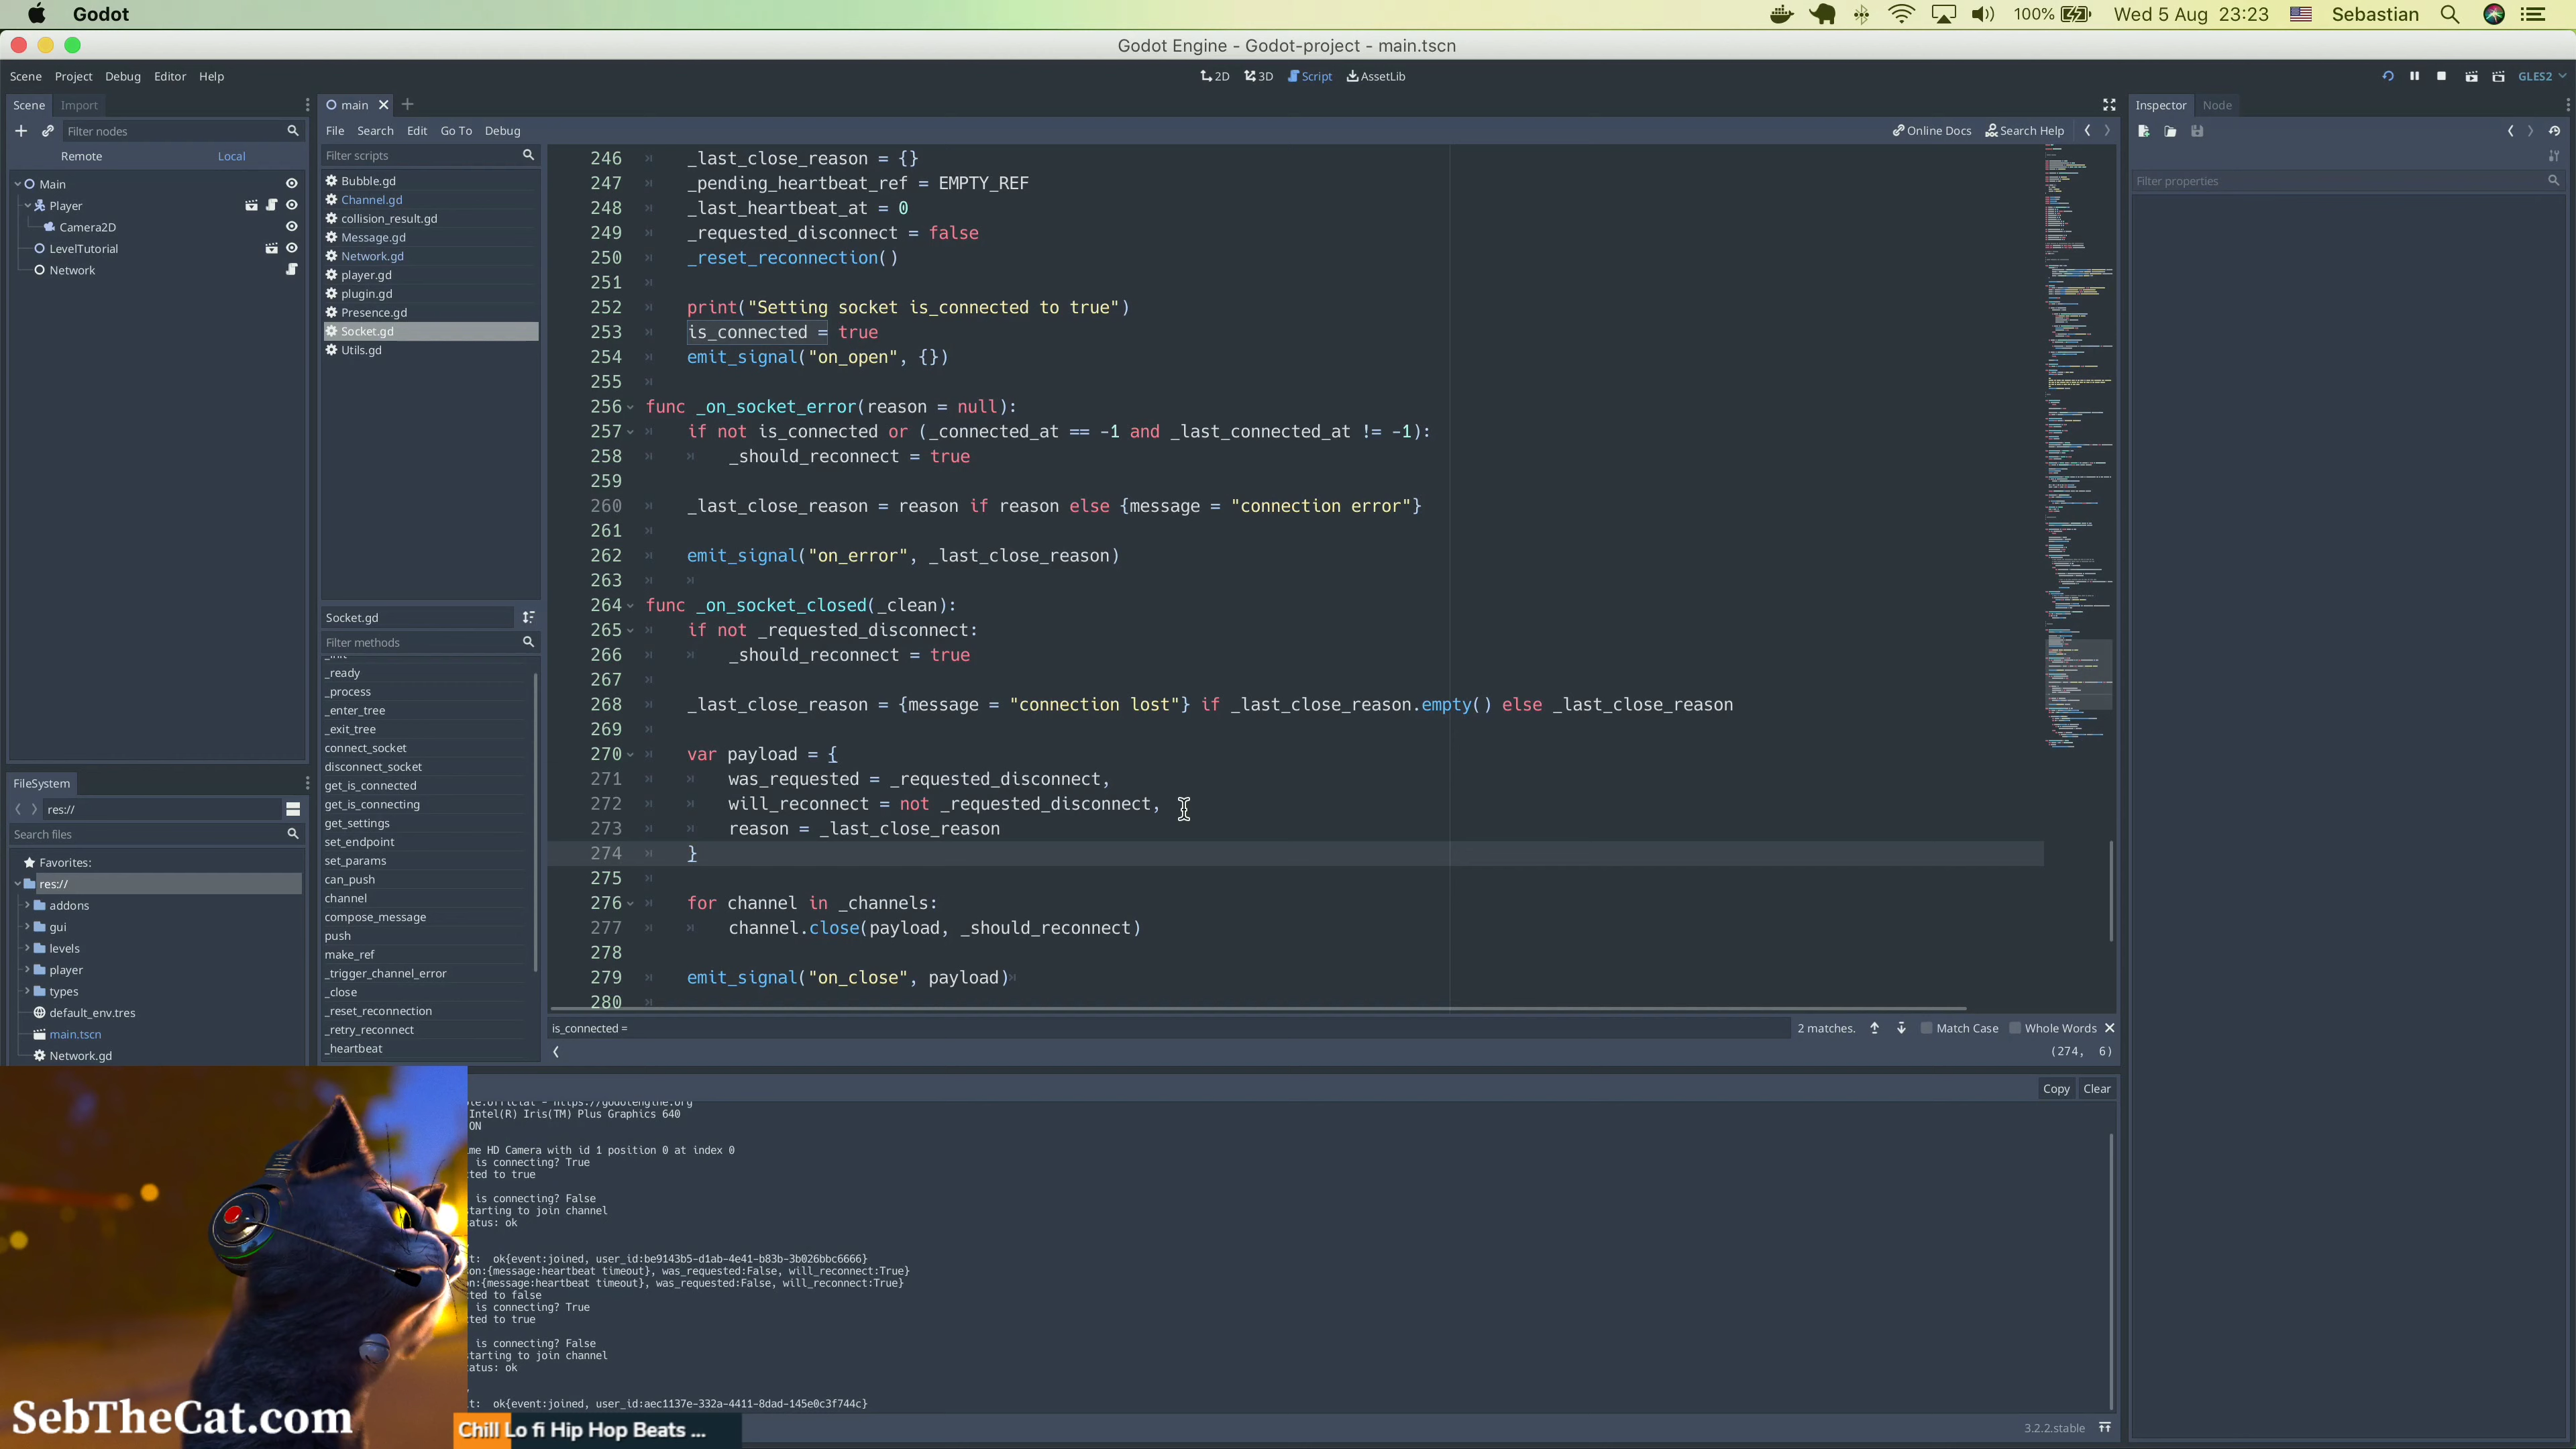 Godot
100%
Wed 5 Aug 23:23
Sebastian
Godot Engine - Godot-project - main.tscn
Scene Project Debug Editor Help
2D 3D Script AssetLib
GLES2
Scene Import
main
Inspector Node
Filter nodes
File Search Edit Go To Debug
Online Docs Search Help
Remote Local
Filter scripts
Filter properties
Main
Player
Camera2D
LevelTutorial
Network
Bubble.gd
Channel.gd
collision_result.gd
Message.gd
Network.gd
player.gd
plugin.gd
Presence.gd
Socket.gd
Utils.gd
Socket.gd
Filter methods
_ready
_process
_enter_tree
_exit_tree
connect_socket
disconnect_socket
get_is_connected
get_is_connecting
get_settings
set_endpoint
set_params
can_push
channel
compose_message
push
make_ref
_trigger_channel_error
_close
_reset_reconnection
_retry_reconnect
_heartbeat
FileSystem
res://
Search files
Favorites:
res://
addons
gui
levels
player
types
default_env.tres
main.tscn
Network.gd
246 _last_close_reason = {}
247 _pending_heartbeat_ref = EMPTY_REF
248 _last_heartbeat_at = 0
249 _requested_disconnect = false
250 _reset_reconnection()
251
252 print("Setting socket is_connected to true")
253 is_connected = true
254 emit_signal("on_open", {})
255
256 func _on_socket_error(reason = null):
257 if not is_connected or (_connected_at == -1 and _last_connected_at != -1):
258 _should_reconnect = true
259
260 _last_close_reason = reason if reason else {message = "connection error"}
261
262 emit_signal("on_error", _last_close_reason)
263
264 func _on_socket_closed(_clean):
265 if not _requested_disconnect:
266 _should_reconnect = true
267
268 _last_close_reason = {message = "connection lost"} if _last_close_reason.empty() else _last_close_reason
269
270 var payload = {
271 was_requested = _requested_disconnect,
272 will_reconnect = not _requested_disconnect,
273 reason = _last_close_reason
274 }
275
276 for channel in _channels:
277 channel.close(payload, _should_reconnect)
278
279 emit_signal("on_close", payload)
280
is_connected =
2 matches. Match Case Whole Words
(274, 6)
Copy Clear
Intel(R) Iris(TM) Plus Graphics 640
ON
me HD Camera with id 1 position 0 at index 0
is connecting? True
cted to true
is connecting? False
tarting to join channel
atus: ok
t: ok{event:joined, user_id:be9143b5-d1ab-4e41-b83b-3b026bbc6666}
on:{message:heartbeat timeout}, was_requested:False, will_reconnect:True}
n:{message:heartbeat timeout}, was_requested:False, will_reconnect:True}
cted to false
is connecting? True
cted to true
is connecting? False
tarting to join channel
atus: ok
t: ok{event:joined, user_id:aec1137e-332a-4411-8dad-145e0c3f744c}
3.2.2.stable
SebTheCat.com
Chill Lo fi Hip Hop Beats ...